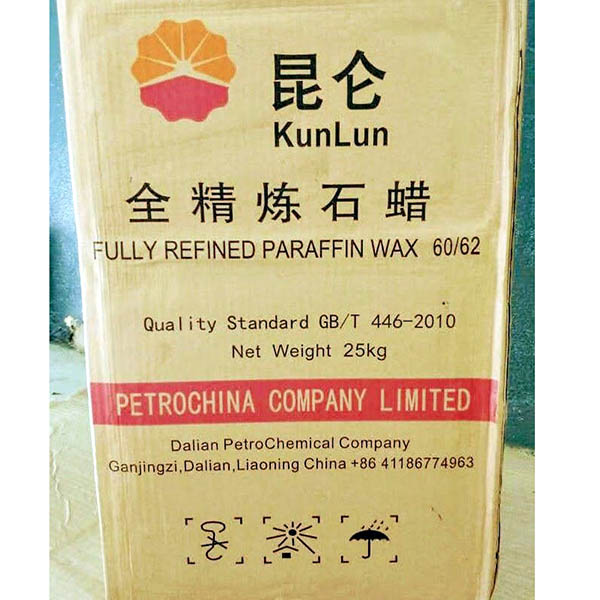 昆仑
KunLun
全精炼石蜡
FULLY REFINED PARAFFIN WAX 60/62
Quality Standard GB/T 446-2010
Net Weight 25kg
PETROCHINA COMPANY LIMITED
Dalian PetroChemical Company
Ganjingzi,Dalian,Liaoning China +86 41186774963